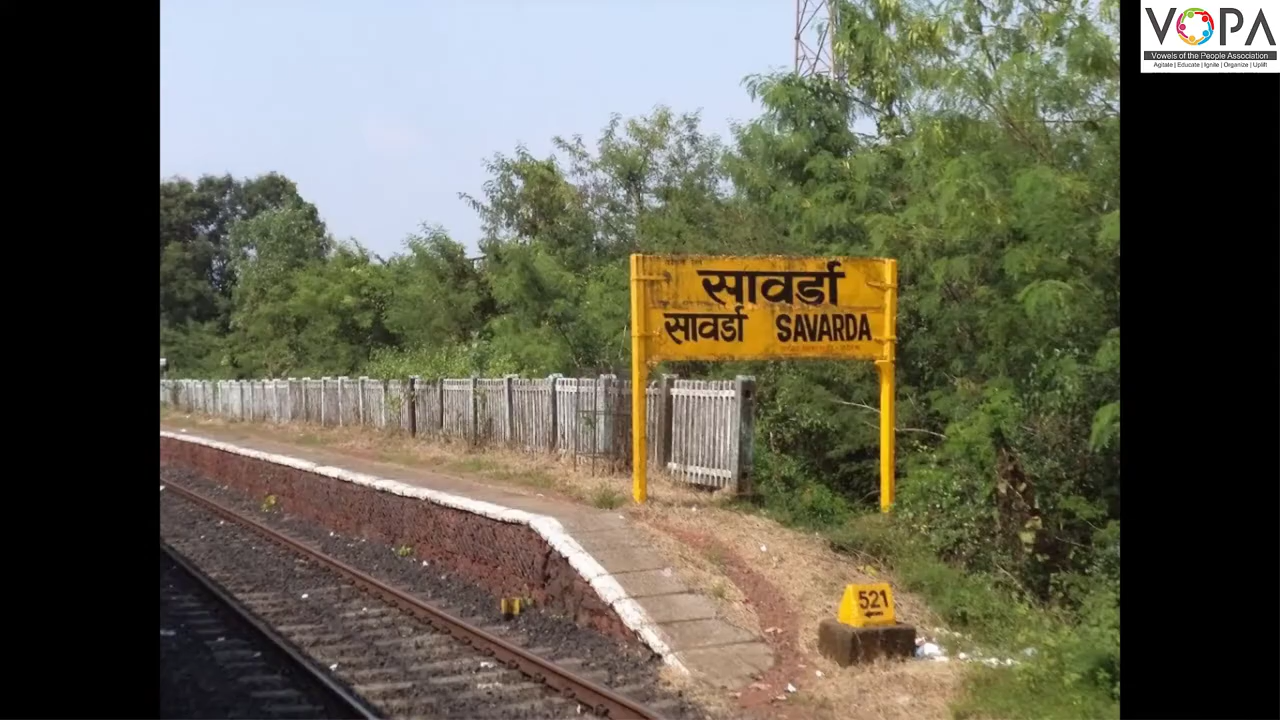 VOPA
Vowels of the People Association
Agitate | Educate | Ignite | Organize | Uplift
सावर्डा
सावर्डा SAVARDA
521